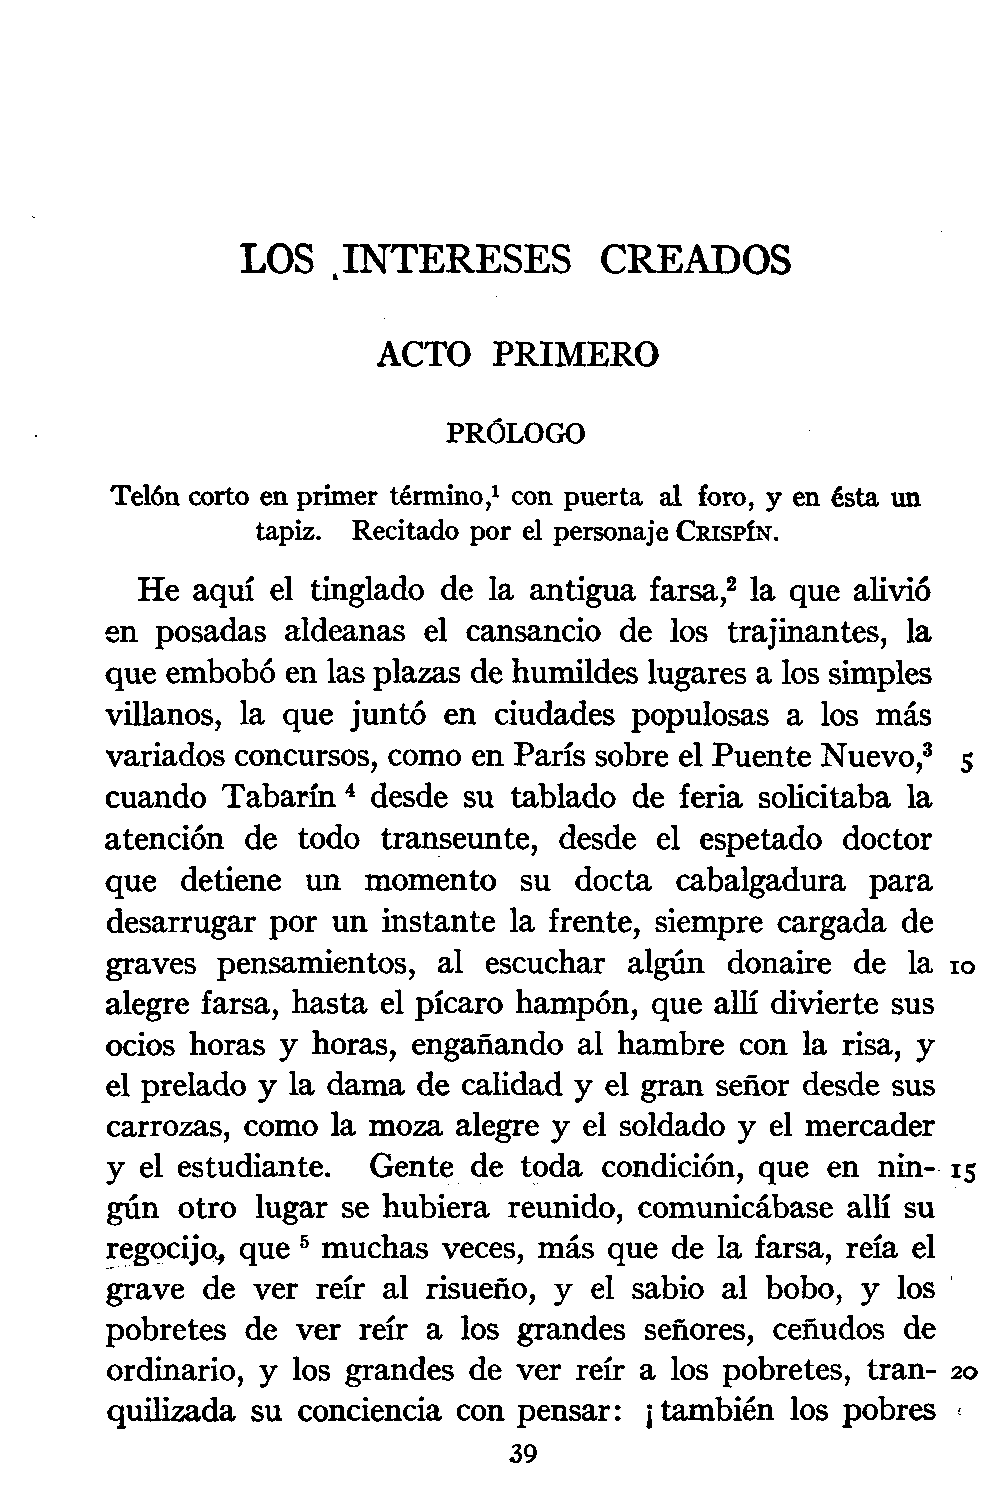 LOS INTERESES CREADOS
ACTO PRIMERO
PRÓLOGO
Telón corto en primer término,¹ con puerta al foro, y en ésta un
tapiz. Recitado por el personaje CRISPÍN.
He aquí el tinglado de la antigua farsa,² la que alivió
en posadas aldeanas el cansancio de los trajinantes, la
que embobó en las plazas de humildes lugares a los simples
villanos, la que juntó en ciudades populosas a los más
variados concursos, como en París sobre el Puente Nuevo,³ 5
cuando Tabarín ⁴ desde su tablado de feria solicitaba la
atención de todo transeunte, desde el espetado doctor
que detiene un momento su docta cabalgadura para
desarrugar por un instante la frente, siempre cargada de
graves pensamientos, al escuchar algún donaire de la 10
alegre farsa, hasta el pícaro hampón, que allí divierte sus
ocios horas y horas, engañando al hambre con la risa, y
el prelado y la dama de calidad y el gran señor desde sus
carrozas, como la moza alegre y el soldado y el mercader
y el estudiante. Gente de toda condición, que en nin- 15
gún otro lugar se hubiera reunido, comunicábase allí su
regocijo, que ⁵ muchas veces, más que de la farsa, reía el
grave de ver reír al risueño, y el sabio al bobo, y los
pobretes de ver reír a los grandes señores, ceñudos de
ordinario, y los grandes de ver reír a los pobretes, tran- 20
quilizada su conciencia con pensar: ¡también los pobres
39